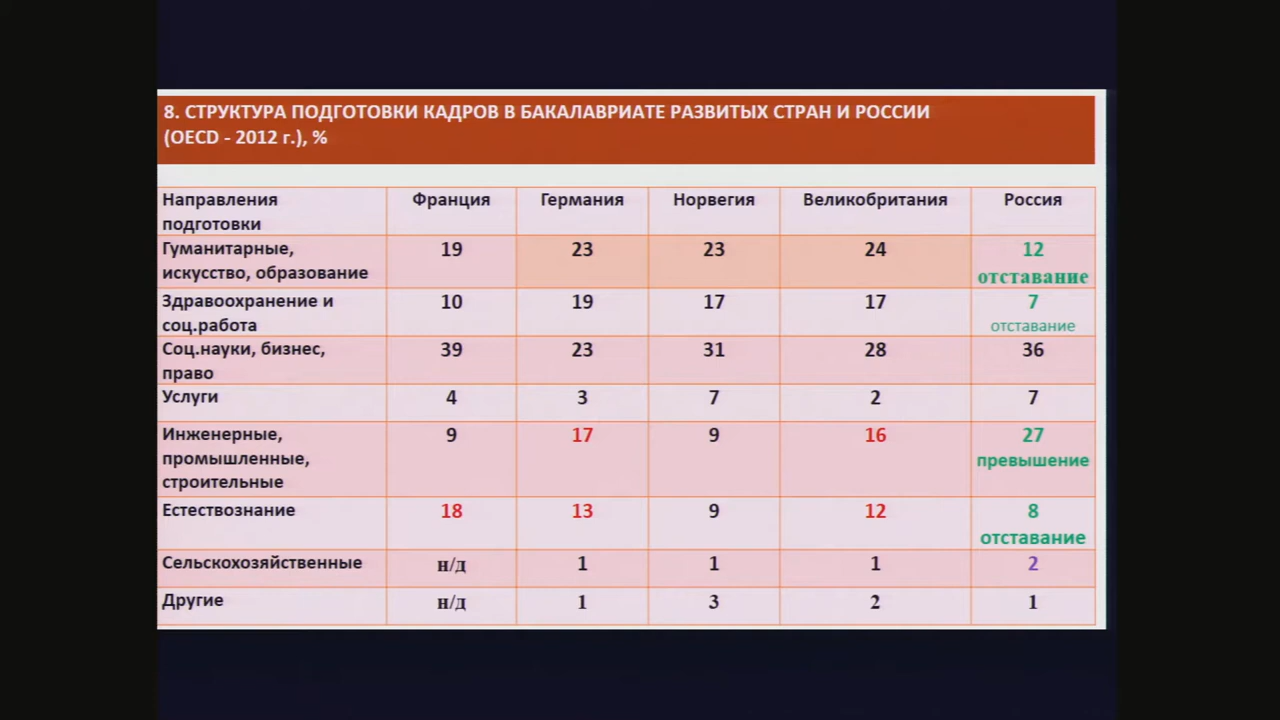 8. СТРУКТУРА ПОДГОТОВКИ КАДРОВ В БАКАЛАВРИАТЕ РАЗВИТЫХ СТРАН И РОССИИ
(OECD - 2012 г.), %
Направления подготовки Франция Германия Норвегия Великобритания Россия
Гуманитарные, искусство, образование 19 23 23 24 12 отставание
Здравоохранение и соц.работа 10 19 17 17 7 отставание
Соц.науки, бизнес, право 39 23 31 28 36
Услуги 4 3 7 2 7
Инженерные, промышленные, строительные 9 17 9 16 27 превышение
Естествознание 18 13 9 12 8 отставание
Сельскохозяйственные н/д 1 1 1 2
Другие н/д 1 3 2 1